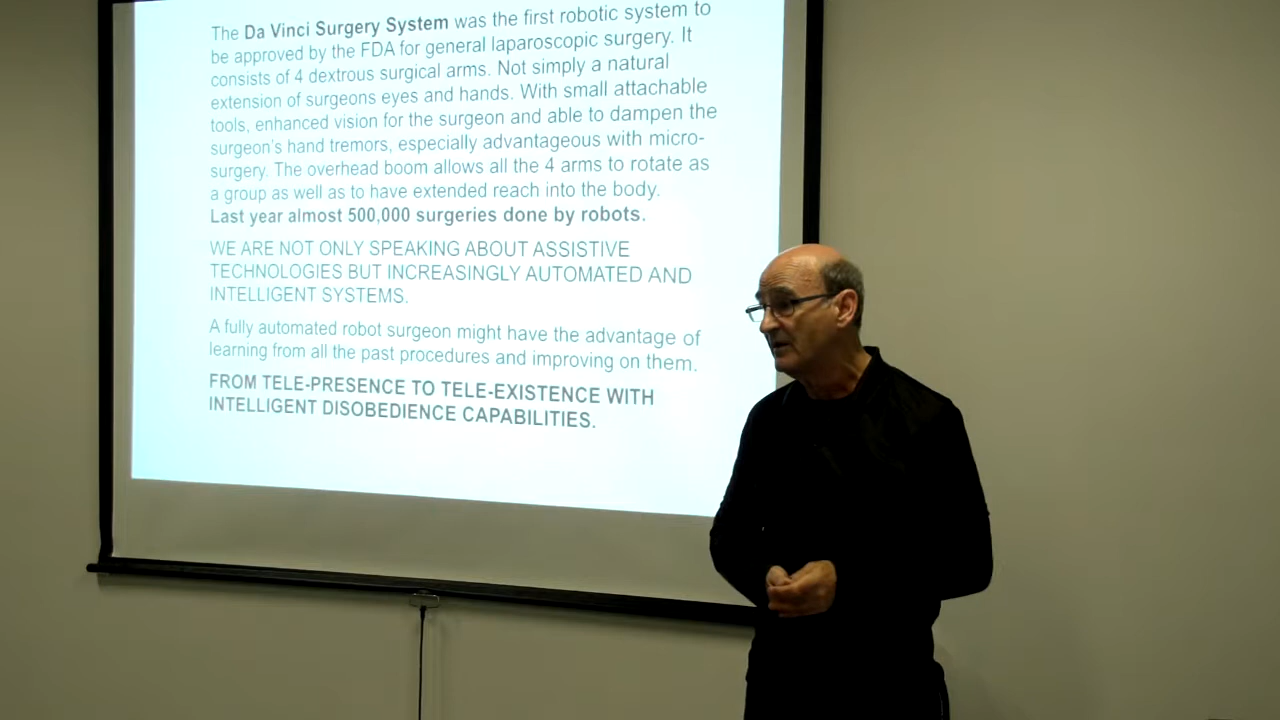 The Da Vinci Surgery System was the first robotic system to
be approved by the FDA for general laparoscopic surgery. It
consists of 4 dextrous surgical arms. Not simply a natural
extension of surgeons eyes and hands. With small attachable
tools, enhanced vision for the surgeon and able to dampen the
surgeon's hand tremors, especially advantageous with micro-
surgery. The overhead boom allows all the 4 arms to rotate as
a group as well as to have extended reach into the body.
Last year almost 500,000 surgeries done by robots.
WE ARE NOT ONLY SPEAKING ABOUT ASSISTIVE
TECHNOLOGIES BUT INCREASINGLY AUTOMATED AND
INTELLIGENT SYSTEMS.
A fully automated robot surgeon might have the advantage of
learning from all the past procedures and improving on them.
FROM TELE-PRESENCE TO TELE-EXISTENCE WITH
INTELLIGENT DISOBEDIENCE CAPABILITIES.